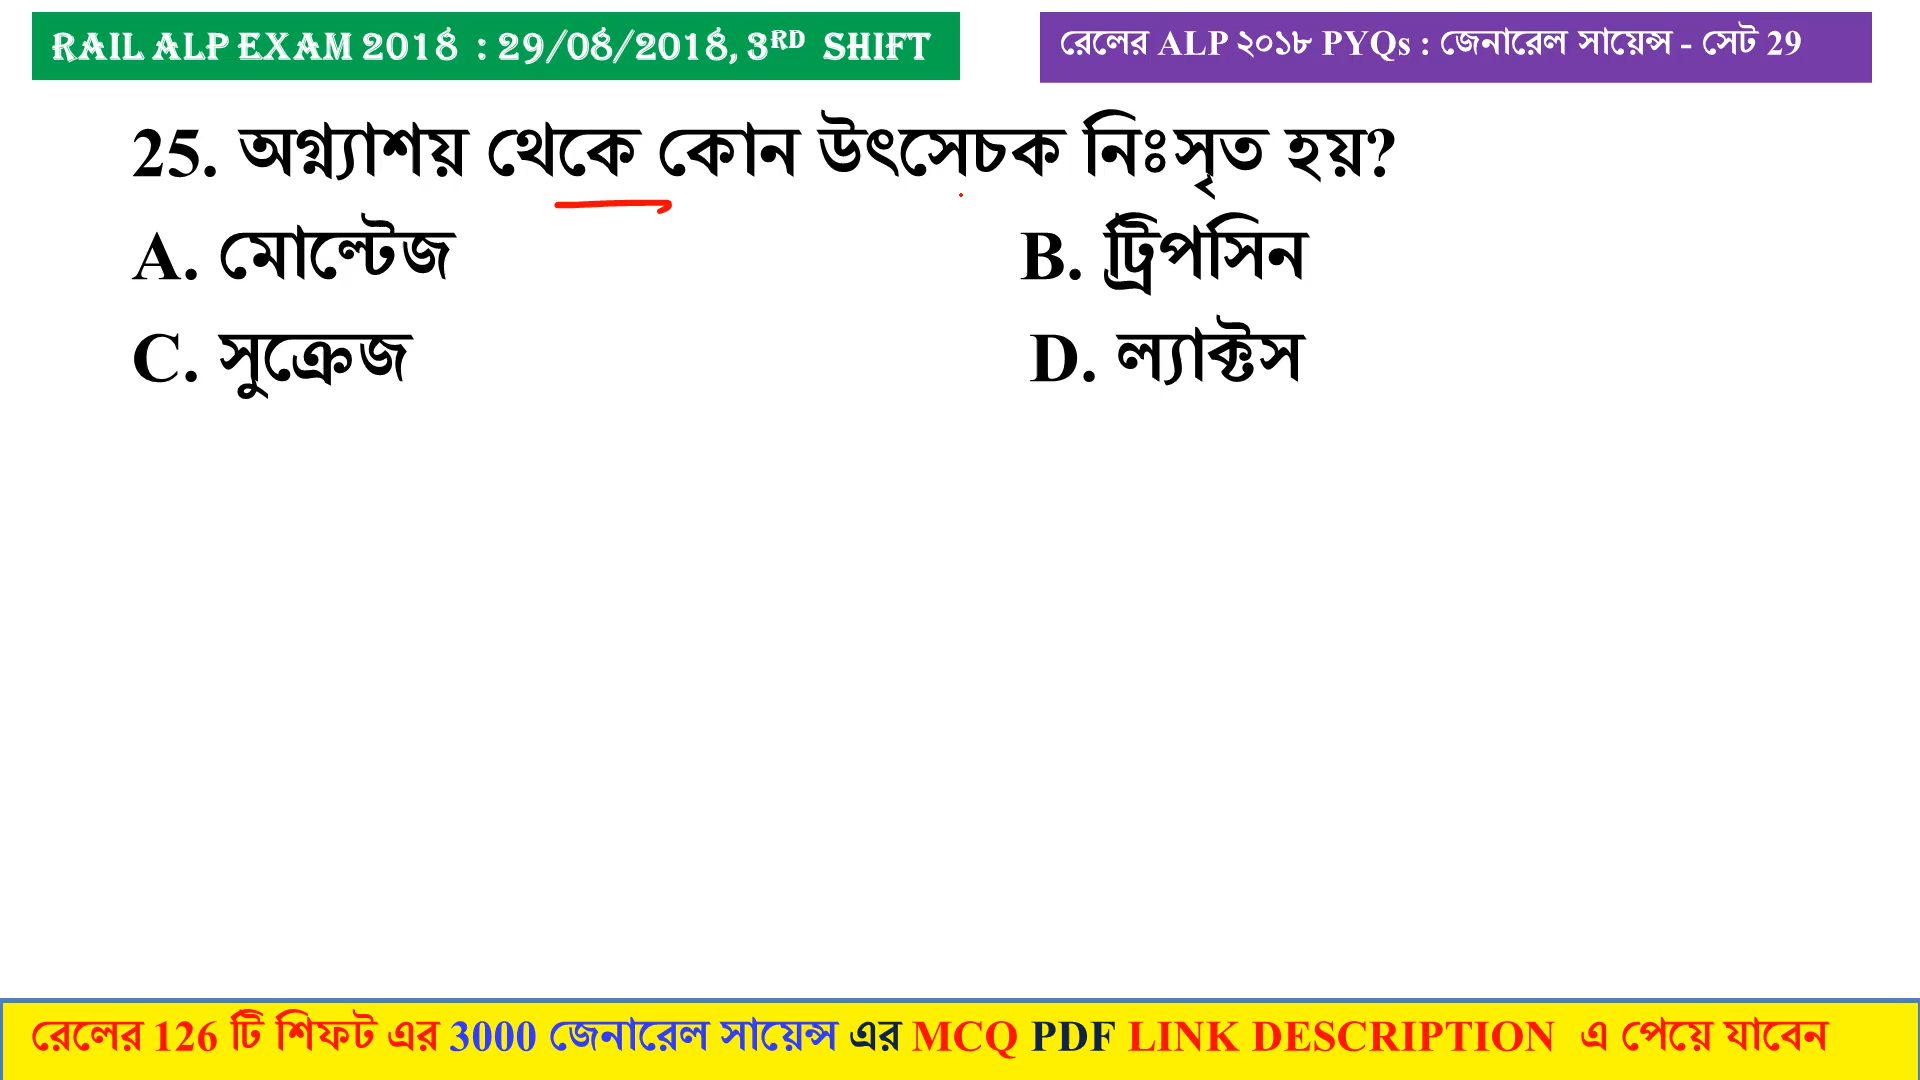 RAIL ALP EXAM 2018 : 29/08/2018, 3RD SHIFT
রেলের ALP ২০১৮ PYQs : জেনারেল সায়েন্স - সেট 29
25. অগ্ন্যাশয় থেকে কোন উৎসেচক নিঃসৃত হয়?
A. মোল্টেজ
B. ট্রিপসিন
C. সুক্রেজ
D. ল্যাক্টস
রেলের 126 টি শিফট এর 3000 জেনারেল সায়েন্স এর MCQ PDF LINK DESCRIPTION এ পেয়ে যাবেন